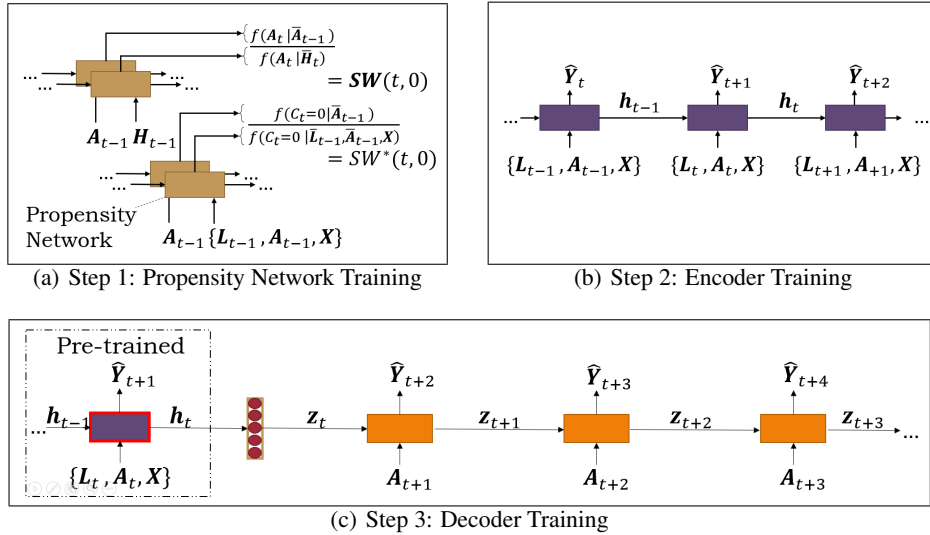 f(A_t | A̅_{t-1})
f(A_t | H̅_t)
= SW(t, 0)
... ...
... ...
A_{t-1} H_{t-1}
f(C_t=0|A̅_{t-1})
f(C_t=0 |L̅_{t-1}, A̅_{t-1}, X)
= SW*(t, 0)
... ...
... ...
Propensity
Network
A_{t-1} {L_{t-1}, A_{t-1}, X}
(a) Step 1: Propensity Network Training
Ŷ_t Ŷ_{t+1} Ŷ_{t+2}
... h_{t-1} h_t ...
{L_{t-1}, A_{t-1}, X} {L_t, A_t, X} {L_{t+1}, A_{+1}, X}
(b) Step 2: Encoder Training
Pre-trained
Ŷ_{t+1} Ŷ_{t+2} Ŷ_{t+3} Ŷ_{t+4}
... h_{t-1} h_t z_t z_{t+1} z_{t+2} z_{t+3} ...
{L_t, A_t, X} A_{t+1} A_{t+2} A_{t+3}
(c) Step 3: Decoder Training